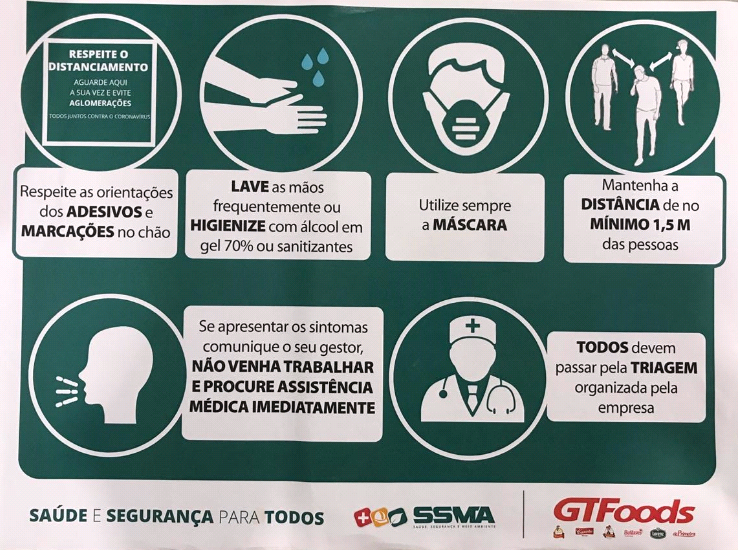 RESPEITE O
DISTANCIAMENTO
AGUARDE AQUI
A SUA VEZ E EVITE
AGLOMERAÇÕES
TODOS JUNTOS CONTRA O CORONAVÍRUS
Respeite as orientações
dos ADESIVOS e
MARCAÇÕES no chão
LAVE as mãos
frequentemente ou
HIGIENIZE com álcool em
gel 70% ou sanitizantes
Utilize sempre
a MÁSCARA
Mantenha a
DISTÂNCIA de no
MÍNIMO 1,5 M
das pessoas
Se apresentar os sintomas
comunique o seu gestor,
NÃO VENHA TRABALHAR
E PROCURE ASSISTÊNCIA
MÉDICA IMEDIATAMENTE
TODOS devem
passar pela TRIAGEM
organizada pela
empresa
SAÚDE E SEGURANÇA PARA TODOS
SSMA
SAÚDE, SEGURANÇA E MEIO AMBIENTE
GTFoods